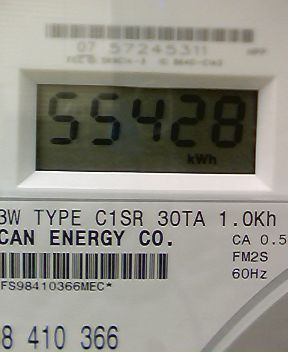 07 57245311
55428
kWh
3W TYPE C1SR 30TA 1.0Kh
CAN ENERGY CO.
CA 0.5
FM2S
60Hz
FS98410366MEC*
8 410 366